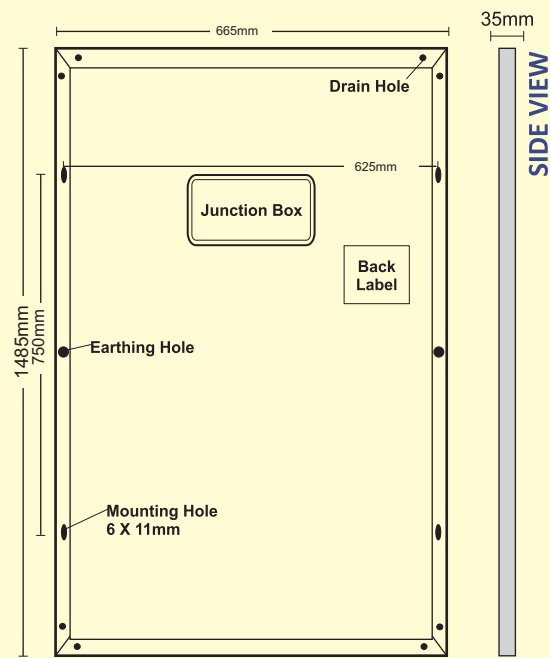 665mm
35mm
Drain Hole
SIDE VIEW
625mm
Junction Box
Back
Label
1485mm
750mm
Earthing Hole
Mounting Hole
6 X 11mm